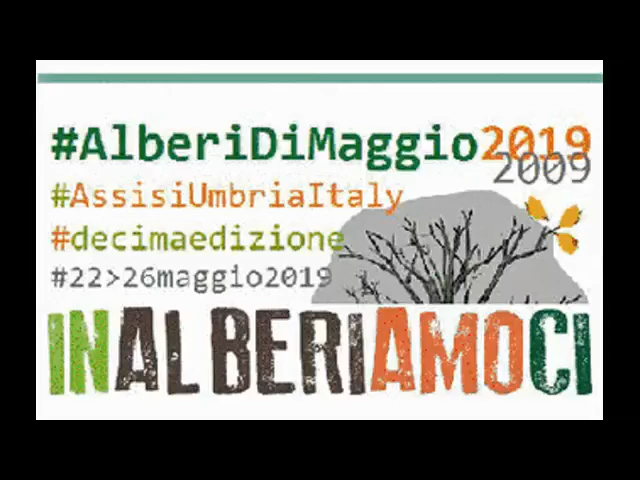 #AlberiDiMaggio2019
2009
#AssisiUmbriaItaly
#decimaedizione
#22>26maggio2019
INALBERIAMOCI